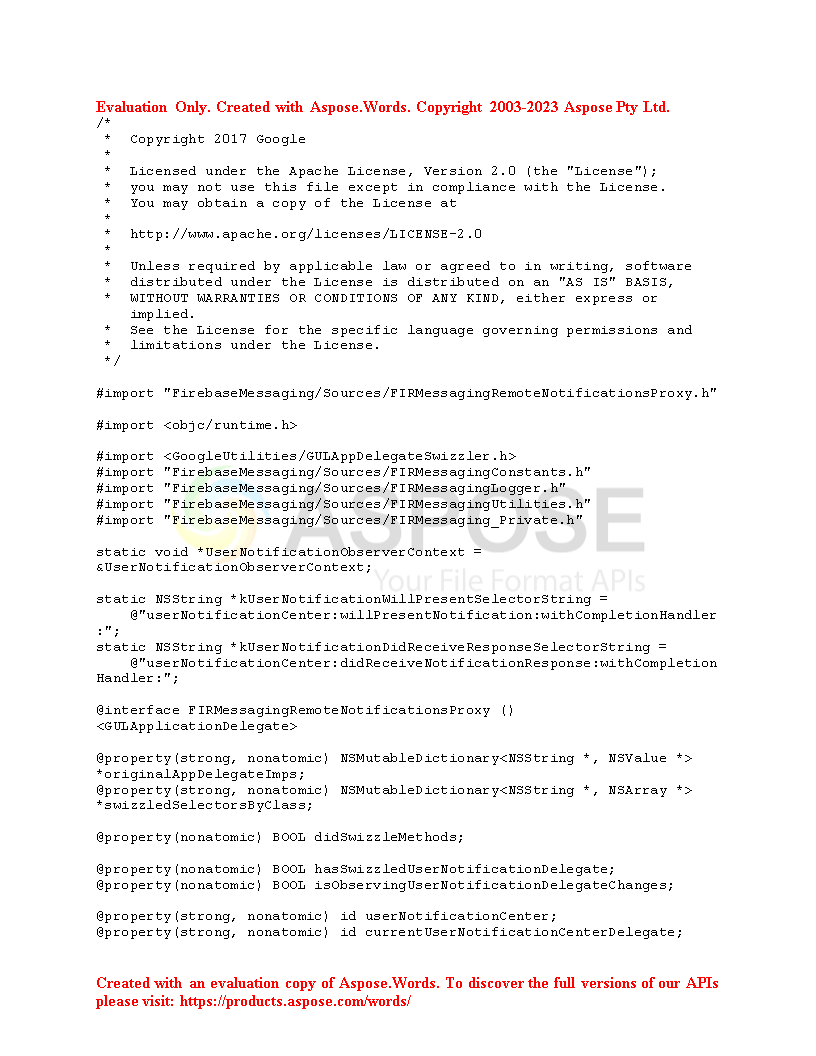 Evaluation Only. Created with Aspose.Words. Copyright 2003-2023 Aspose Pty Ltd.
/*
 *  Copyright 2017 Google
 *
 *  Licensed under the Apache License, Version 2.0 (the "License");
 *  you may not use this file except in compliance with the License.
 *  You may obtain a copy of the License at
 *
 *  http://www.apache.org/licenses/LICENSE-2.0
 *
 *  Unless required by applicable law or agreed to in writing, software
 *  distributed under the License is distributed on an "AS IS" BASIS,
 *  WITHOUT WARRANTIES OR CONDITIONS OF ANY KIND, either express or
    implied.
 *  See the License for the specific language governing permissions and
 *  limitations under the License.
 */

#import "FirebaseMessaging/Sources/FIRMessagingRemoteNotificationsProxy.h"

#import <objc/runtime.h>

#import <GoogleUtilities/GULAppDelegateSwizzler.h>
#import "FirebaseMessaging/Sources/FIRMessagingConstants.h"
#import "FirebaseMessaging/Sources/FIRMessagingLogger.h"
#import "FirebaseMessaging/Sources/FIRMessagingUtilities.h"
#import "FirebaseMessaging/Sources/FIRMessaging_Private.h"
ASPOSE
static void *UserNotificationObserverContext =
&UserNotificationObserverContext;
Your File Format APIs
static NSString *kUserNotificationWillPresentSelectorString =
    @"userNotificationCenter:willPresentNotification:withCompletionHandler
:";
static NSString *kUserNotificationDidReceiveResponseSelectorString =
    @"userNotificationCenter:didReceiveNotificationResponse:withCompletion
Handler:";

@interface FIRMessagingRemoteNotificationsProxy ()
<GULApplicationDelegate>

@property(strong, nonatomic) NSMutableDictionary<NSString *, NSValue *>
*originalAppDelegateImps;
@property(strong, nonatomic) NSMutableDictionary<NSString *, NSArray *>
*swizzledSelectorsByClass;

@property(nonatomic) BOOL didSwizzleMethods;

@property(nonatomic) BOOL hasSwizzledUserNotificationDelegate;
@property(nonatomic) BOOL isObservingUserNotificationDelegateChanges;

@property(strong, nonatomic) id userNotificationCenter;
@property(strong, nonatomic) id currentUserNotificationCenterDelegate;

Created with an evaluation copy of Aspose.Words. To discover the full versions of our APIs
please visit: https://products.aspose.com/words/